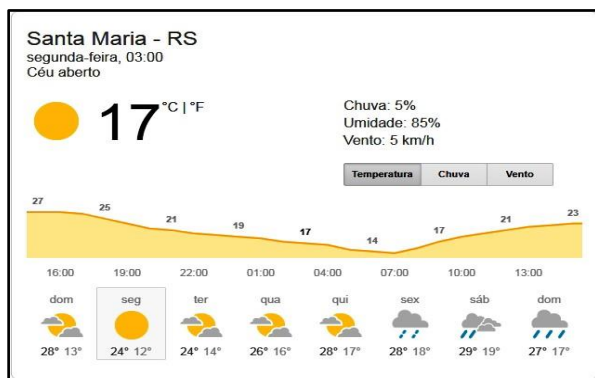 Santa Maria - RS
segunda-feira, 03:00
Céu aberto
17 °C | °F
Chuva: 5%
Umidade: 85%
Vento: 5 km/h
Temperatura Chuva Vento
27 25 21 19 17 14 17 21 23
16:00 19:00 22:00 01:00 04:00 07:00 10:00 13:00
dom seg ter qua qui sex sáb dom
28° 13° 24° 12° 24° 14° 26° 16° 28° 17° 28° 18° 29° 19° 27° 17°